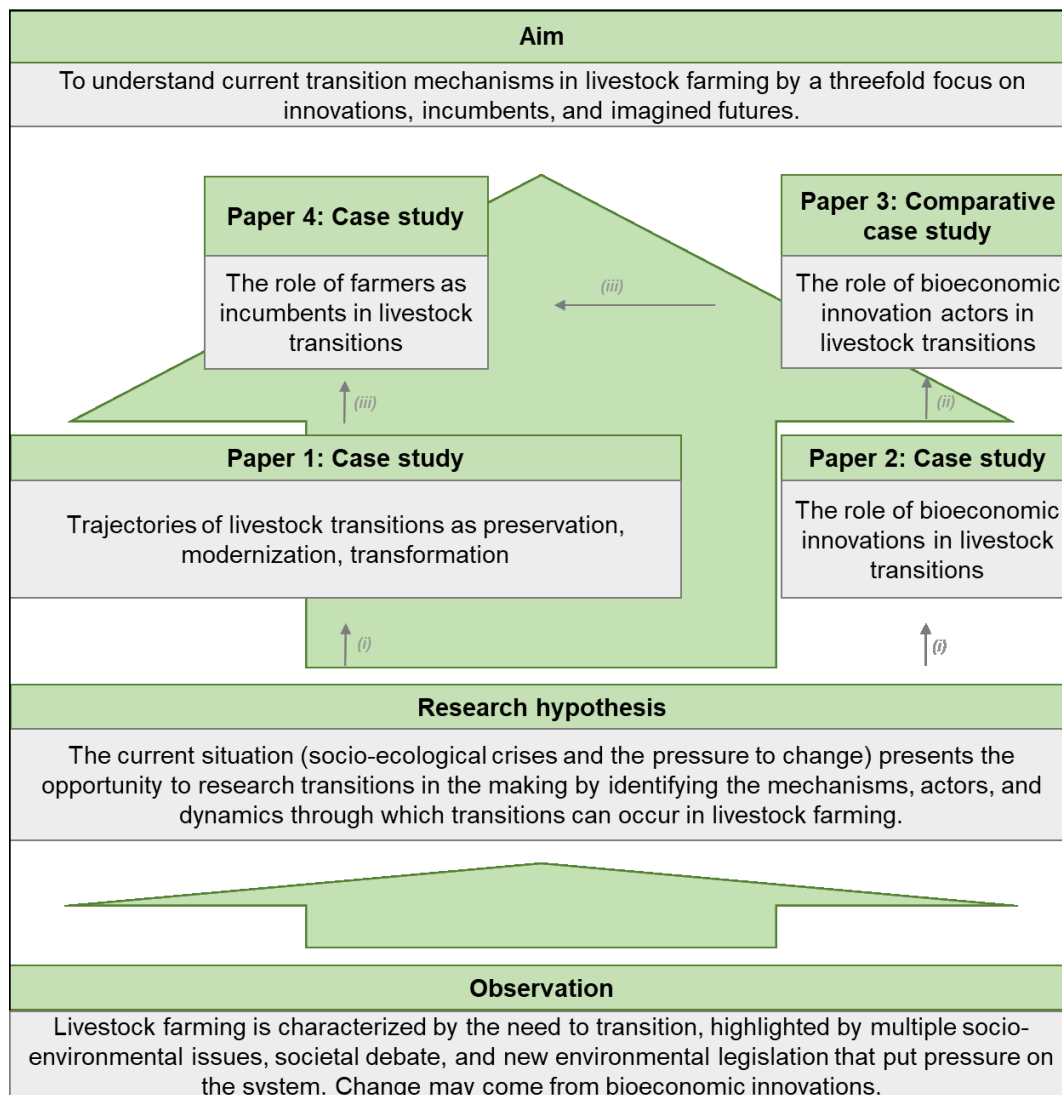 Aim
To understand current transition mechanisms in livestock farming by a threefold focus on
innovations, incumbents, and imagined futures.
Paper 4: Case study
The role of farmers as
incumbents in livestock
transitions
(iii)
Paper 3: Comparative
case study
The role of bioeconomic
innovation actors in
livestock transitions
(iii)
(ii)
Paper 1: Case study
Trajectories of livestock transitions as preservation,
modernization, transformation
Paper 2: Case study
The role of bioeconomic
innovations in livestock
transitions
(i)
(i)
Research hypothesis
The current situation (socio-ecological crises and the pressure to change) presents the
opportunity to research transitions in the making by identifying the mechanisms, actors, and
dynamics through which transitions can occur in livestock farming.
Observation
Livestock farming is characterized by the need to transition, highlighted by multiple socio-
environmental issues, societal debate, and new environmental legislation that put pressure on
the system. Change may come from bioeconomic innovations.